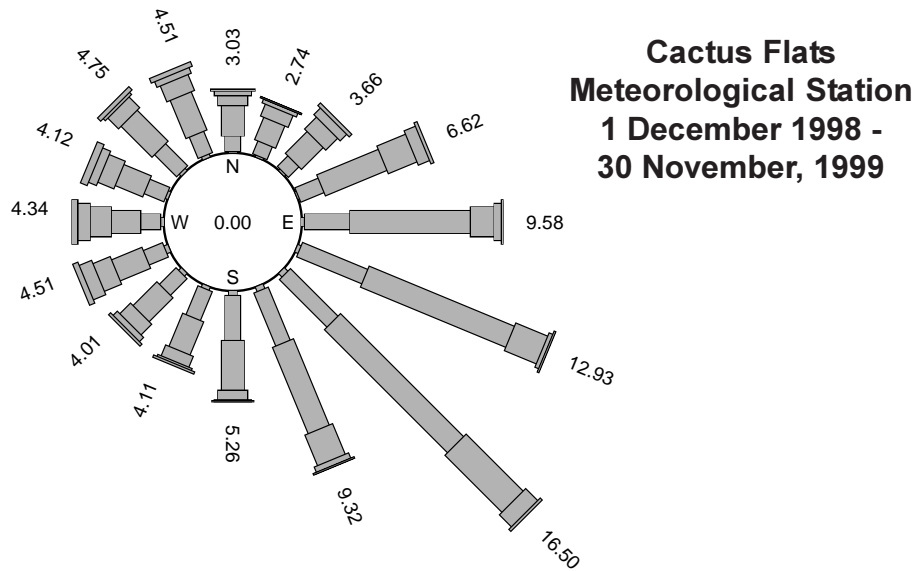 Cactus Flats
Meteorological Station
1 December 1998 -
30 November, 1999
3.03
2.74
3.66
6.62
9.58
12.93
16.50
9.32
5.26
4.11
4.01
4.51
4.34
4.12
4.75
4.51
N
W 0.00 E
S